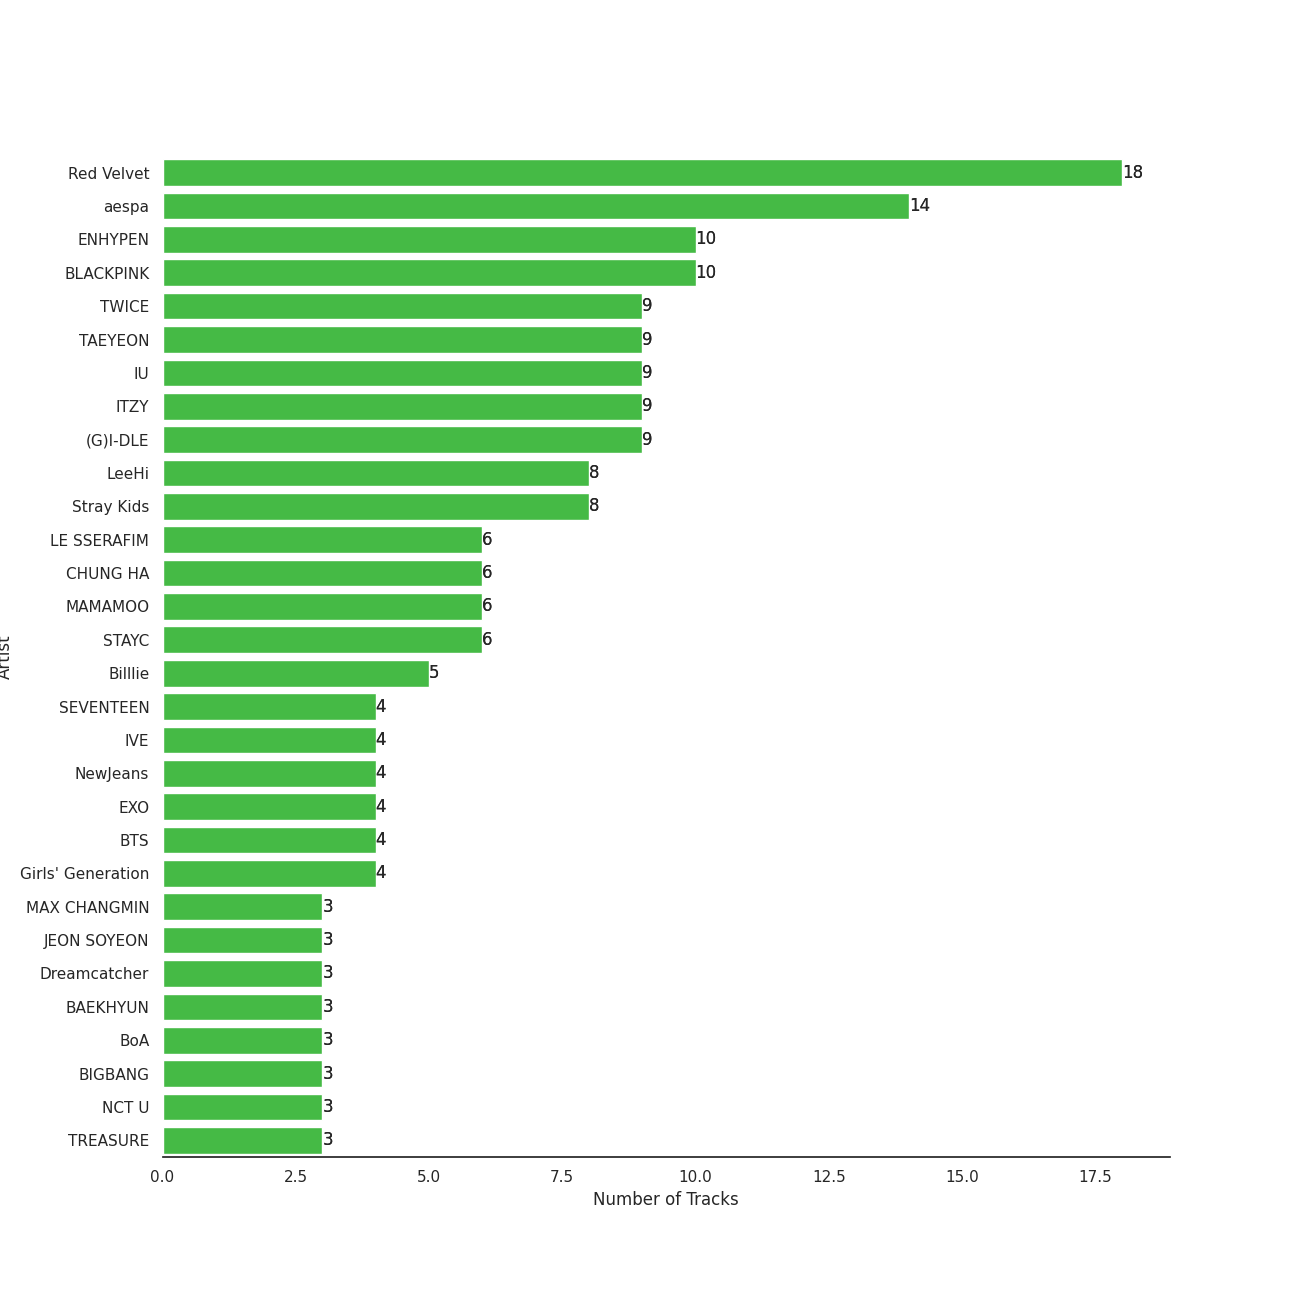 Red Velvet 18
aespa 14
ENHYPEN 10
BLACKPINK 10
TWICE 9
TAEYEON 9
IU 9
ITZY 9
(G)I-DLE 9
LeeHi 8
Stray Kids 8
LE SSERAFIM 6
CHUNG HA 6
MAMAMOO 6
STAYC 6
Billlie 5
SEVENTEEN 4
IVE 4
NewJeans 4
EXO 4
BTS 4
Girls' Generation 4
MAX CHANGMIN 3
JEON SOYEON 3
Dreamcatcher 3
BAEKHYUN 3
BoA 3
BIGBANG 3
NCT U 3
TREASURE 3
Artist
0.0 2.5 5.0 7.5 10.0 12.5 15.0 17.5
Number of Tracks